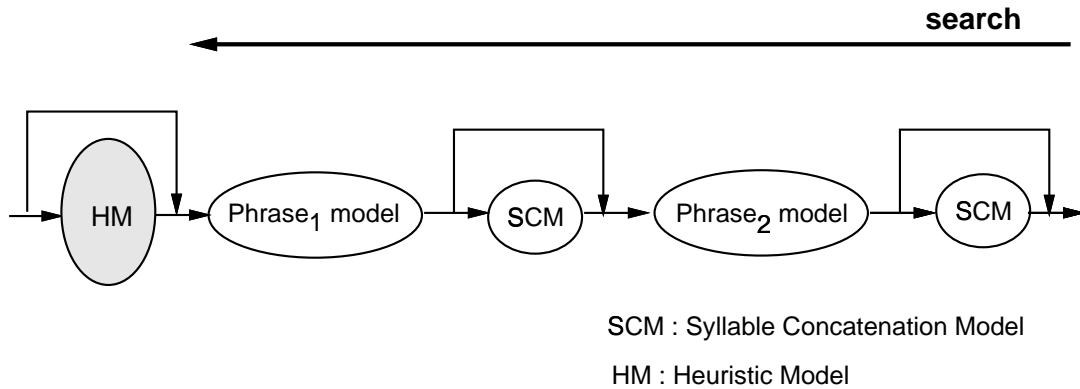 search
HM
Phrase1 model
SCM
Phrase2 model
SCM
SCM : Syllable Concatenation Model
HM : Heuristic Model